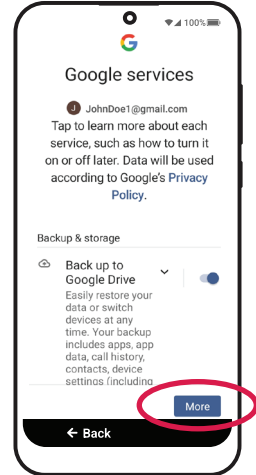 100%
G
Google services
J JohnDoe1@gmail.com
Tap to learn more about each
service, such as how to turn it
on or off later. Data will be used
according to Google's Privacy
Policy.
Backup & storage
Back up to
Google Drive
Easily restore your
data or switch
devices at any
time. Your backup
includes apps, app
data, call history,
contacts, device
settings (including
More
← Back